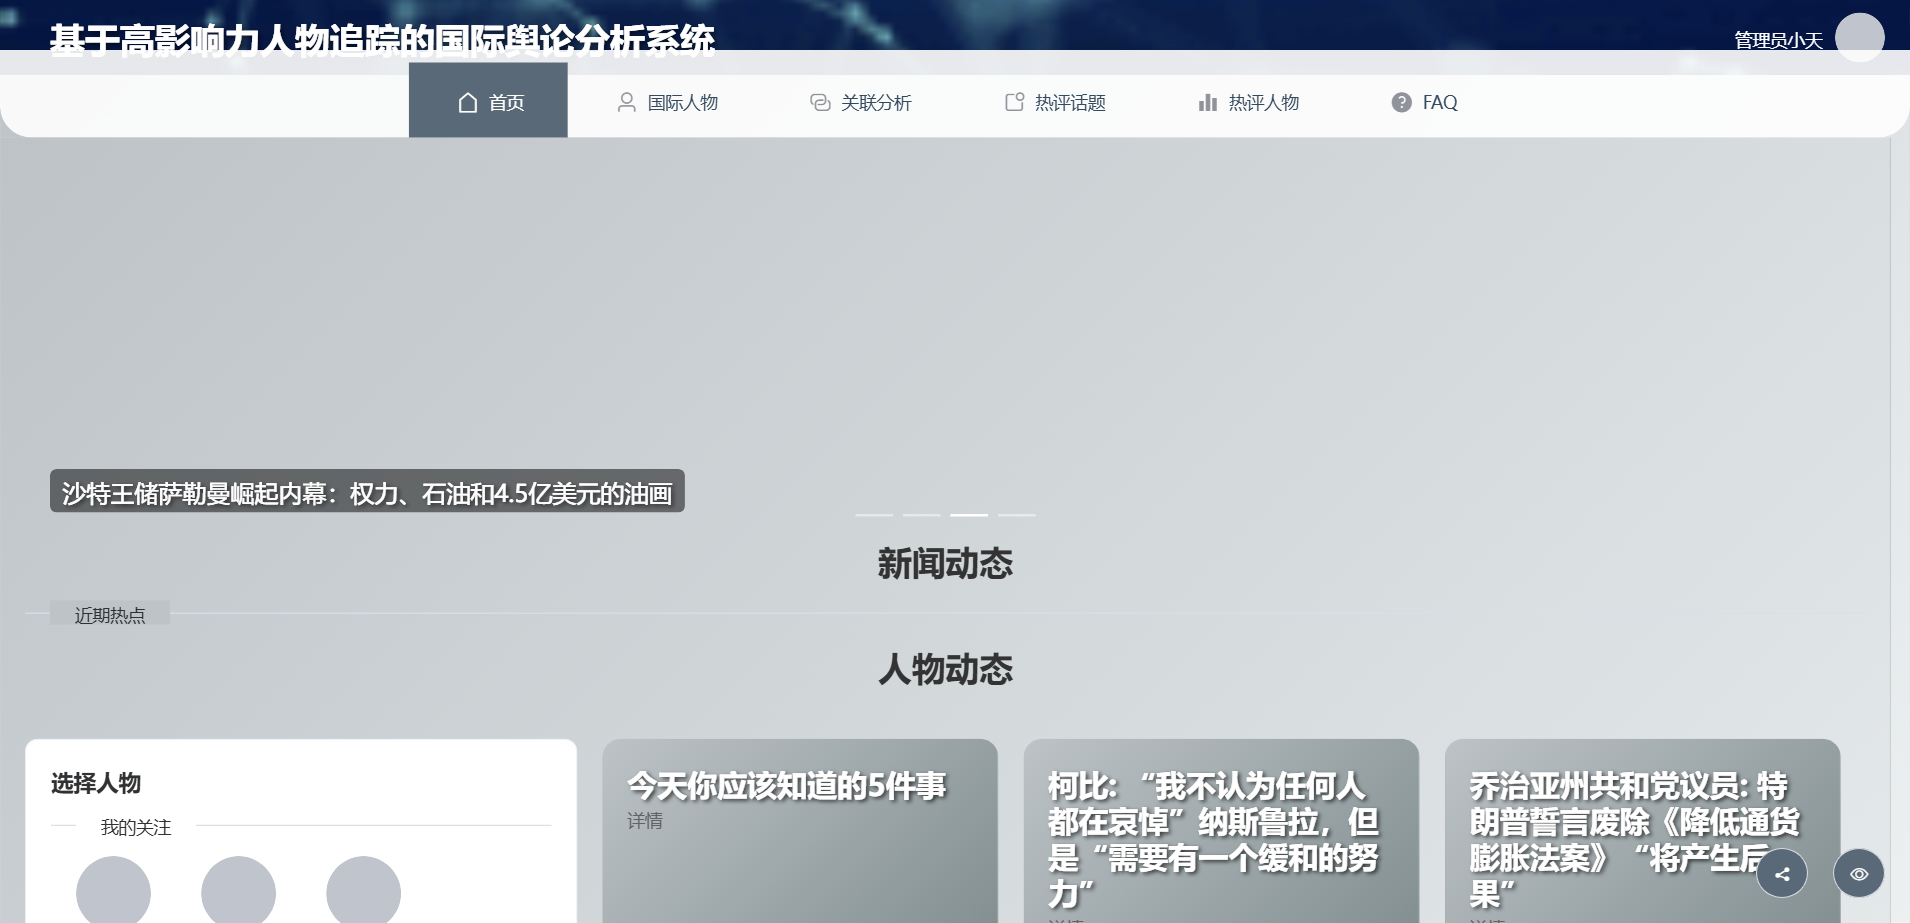 基于高影响力人物追踪的国际舆论分析系统
管理员小天
首页
国际人物
关联分析
热评话题
热评人物
FAQ
沙特王储萨勒曼崛起内幕：权力、石油和4.5亿美元的油画
新闻动态
近期热点
人物动态
选择人物
我的关注
今天你应该知道的5件事
详情
柯比: “我不认为任何人
都在哀悼”纳斯鲁拉，但
是“需要有一个缓和的努
力”
详情
乔治亚州共和党议员: 特
朗普誓言废除《降低通货
膨胀法案》 “将产生后
果”
详情